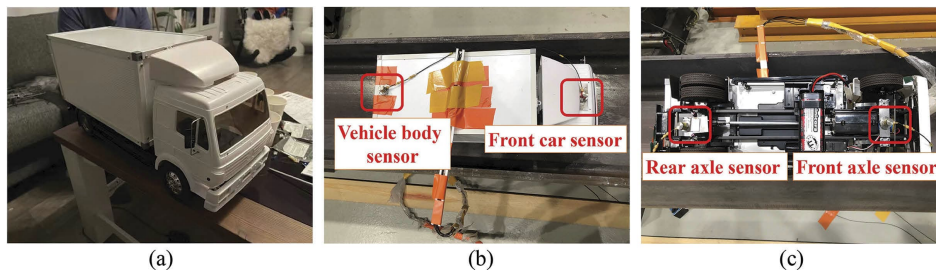 Vehicle body
sensor
Front car sensor
Rear axle sensor
Front axle sensor
(a)
(b)
(c)